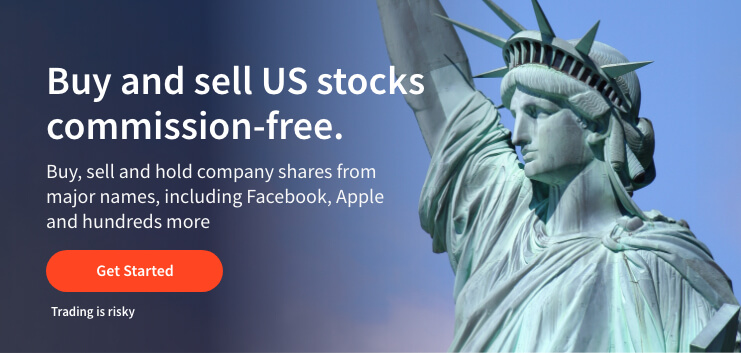 Buy and sell US stocks
commission-free.
Buy, sell and hold company shares from
major names, including Facebook, Apple
and hundreds more
Get Started
Trading is risky